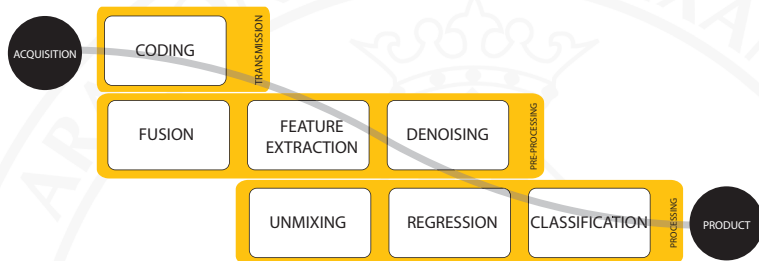 ACQUISITION
CODING
TRANSMISSION
FUSION
FEATURE
EXTRACTION
DENOISING
PRE-PROCESSING
UNMIXING
REGRESSION
CLASSIFICATION
PROCESSING
PRODUCT